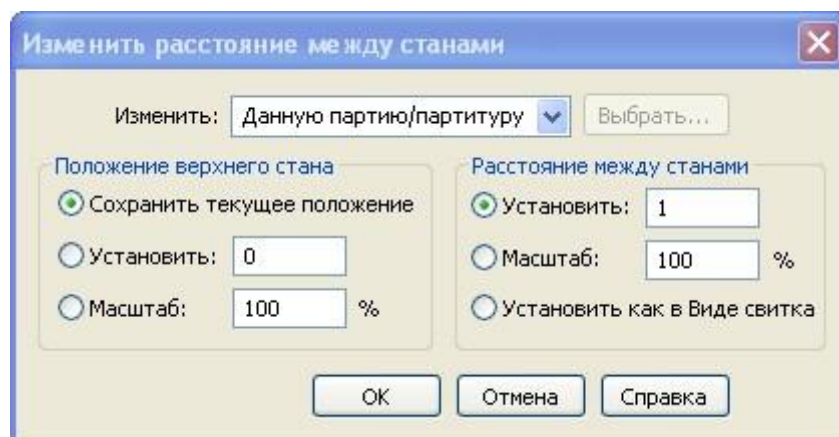 Изменить расстояние между станами
Изменить: Данную партию/партитуру Выбрать...
Положение верхнего стана
Сохранить текущее положение
Установить: 0
Масштаб: 100 %
Расстояние между станами
Установить: 1
Масштаб: 100 %
Установить как в Виде свитка
OK Отмена Справка